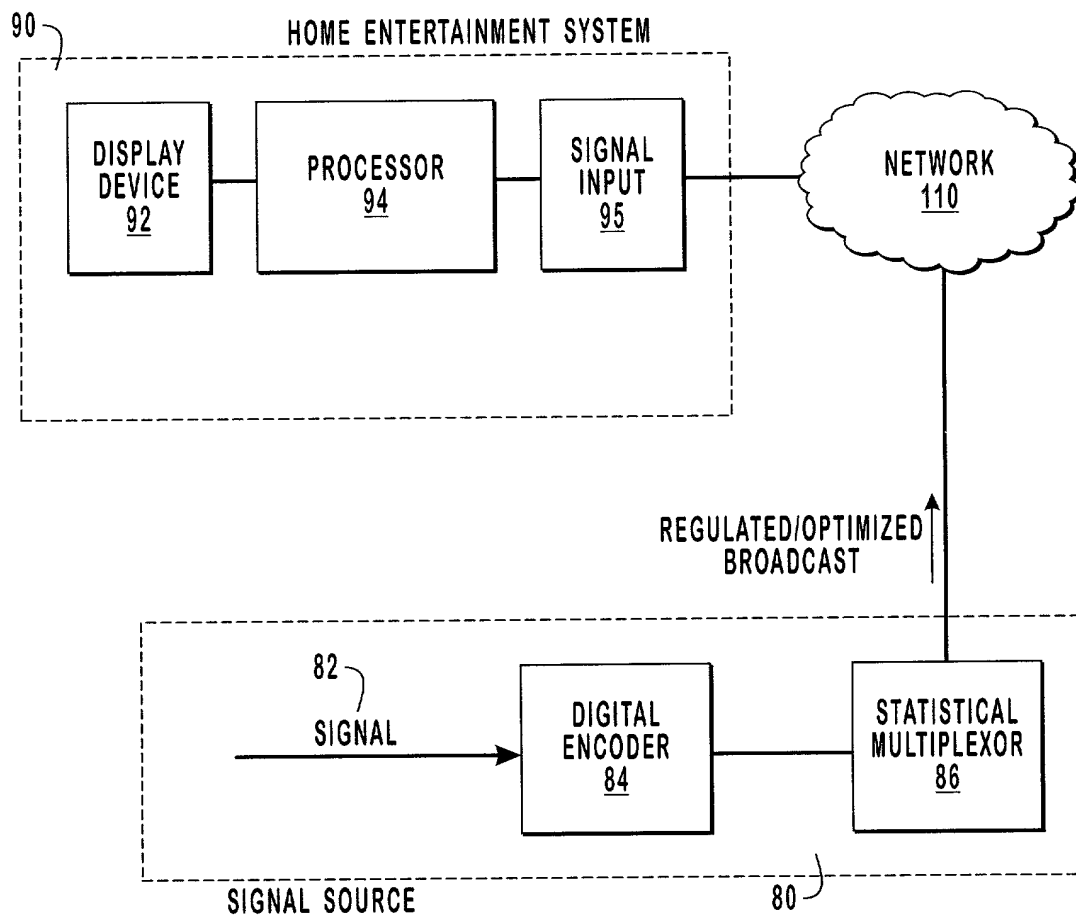 90
HOME ENTERTAINMENT SYSTEM
DISPLAY
DEVICE
92
PROCESSOR
94
SIGNAL
INPUT
95
NETWORK
110
REGULATED/OPTIMIZED
BROADCAST
82
SIGNAL
DIGITAL
ENCODER
84
STATISTICAL
MULTIPLEXOR
86
SIGNAL SOURCE
80